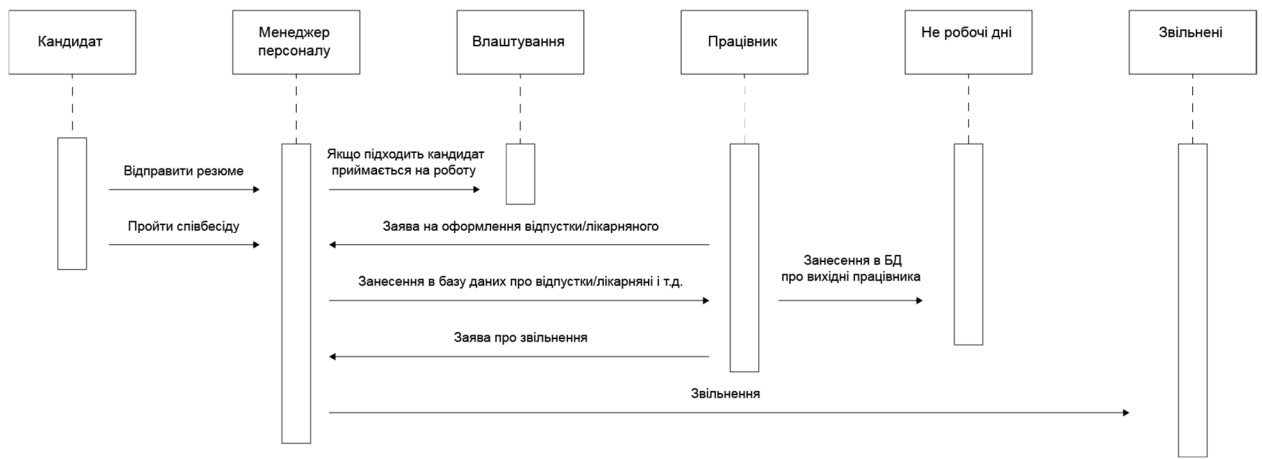 Кандидат
Менеджер
персоналу
Влаштування
Працівник
Не робочі дні
Звільнені
Відправити резюме
Якщо підходить кандидат
приймається на роботу
Пройти співбесіду
Заява на оформлення відпустки/лікарняного
Занесення в базу даних про відпустки/лікарняні і т.д.
Занесення в БД
про вихідні працівника
Заява про звільнення
Звільнення